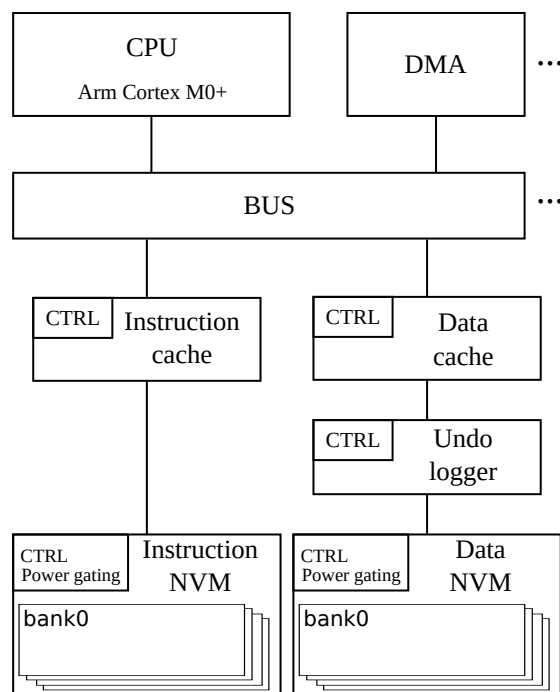 CPU
Arm Cortex M0+
DMA
...
BUS
...
CTRL
Instruction
cache
CTRL
Data
cache
CTRL
Undo
logger
CTRL
Power gating
Instruction
NVM
bank0
CTRL
Power gating
Data
NVM
bank0